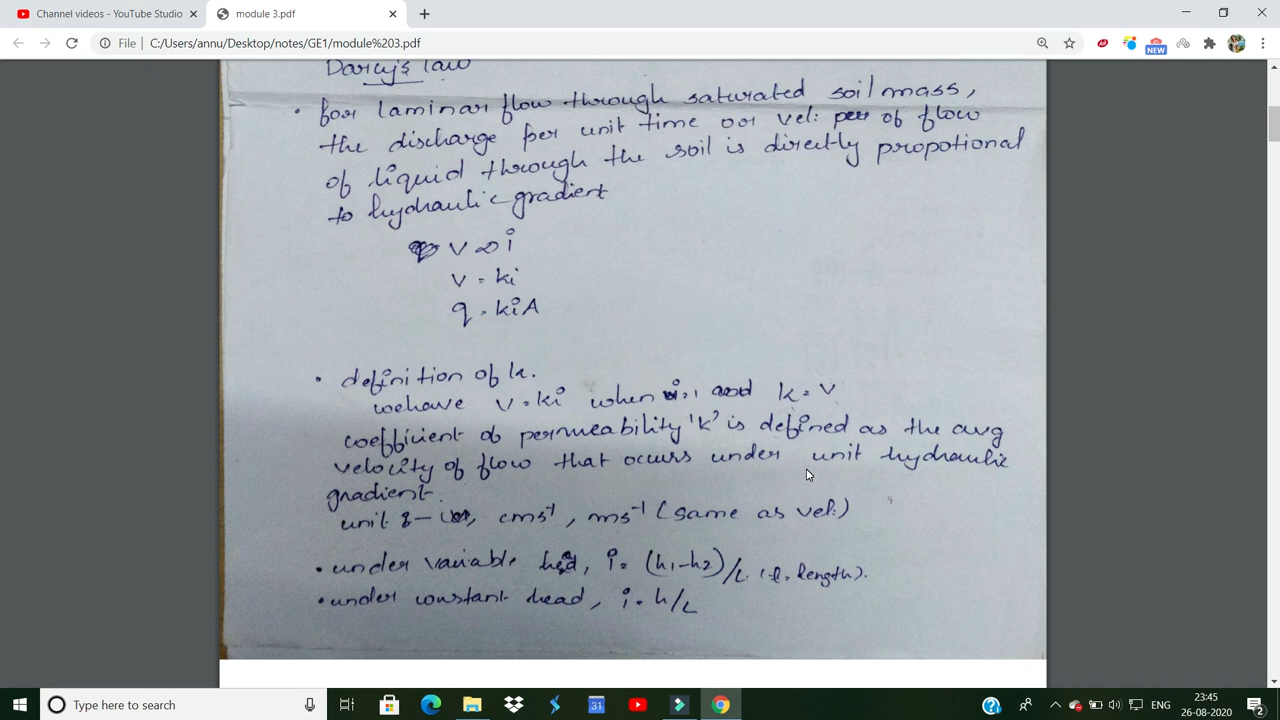 Channel videos - YouTube Studio
module 3.pdf
File | C:/Users/annu/Desktop/notes/GE1/module%203.pdf
NEW
Darcy's law
• for laminar flow through saturated soil mass,
the discharge per unit time or vel: of flow
of liquid through the soil is directly propotional
to hydraulic gradient
v ∝ i
v = ki
q = kiA
• definition of k.
we have v = ki when i = 1 and k = v
coefficient of permeability 'k' is defined as the avg
velocity of flow that occurs under unit hydraulic
gradient.
unit :- cms⁻¹, ms⁻¹ (same as vel:)
• under variable head, i = (h1-h2)/L. (l = length).
• under constant head, i = h/L
Type here to search
31
ENG
23:45
26-08-2020
2